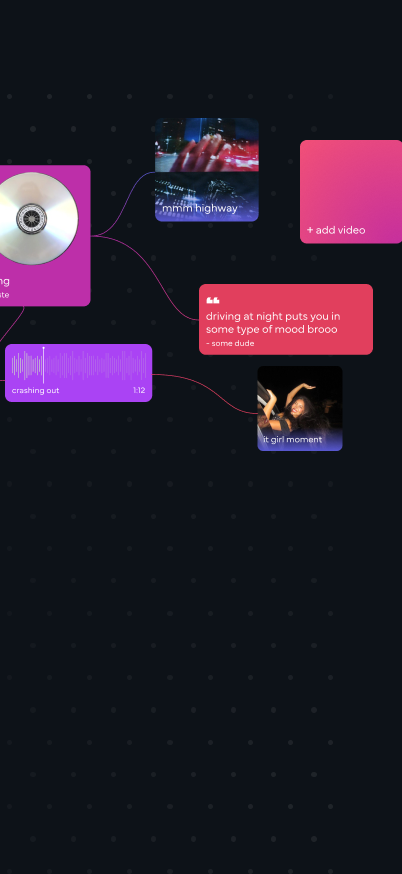 mmm highway
+ add video
ng
ate
❝
driving at night puts you in
some type of mood brooo
- some dude
crashing out 1:12
it girl moment